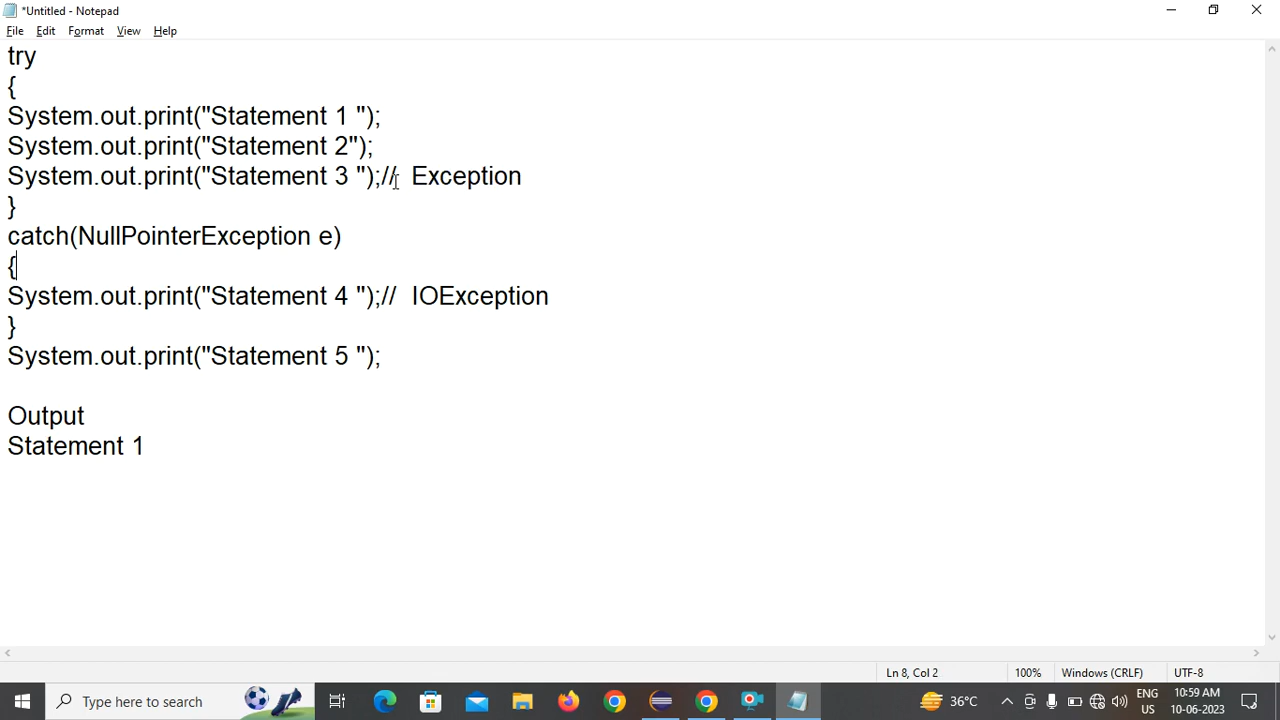 *Untitled - Notepad
File Edit Format View Help
try
{
System.out.print("Statement 1 ");
System.out.print("Statement 2");
System.out.print("Statement 3 ");// Exception
}
catch(NullPointerException e)
{
System.out.print("Statement 4 ");// IOException
}
System.out.print("Statement 5 ");
Output
Statement 1
Ln 8, Col 2 100% Windows (CRLF) UTF-8
Type here to search 36°C ENG 10:59 AM
US 10-06-2023